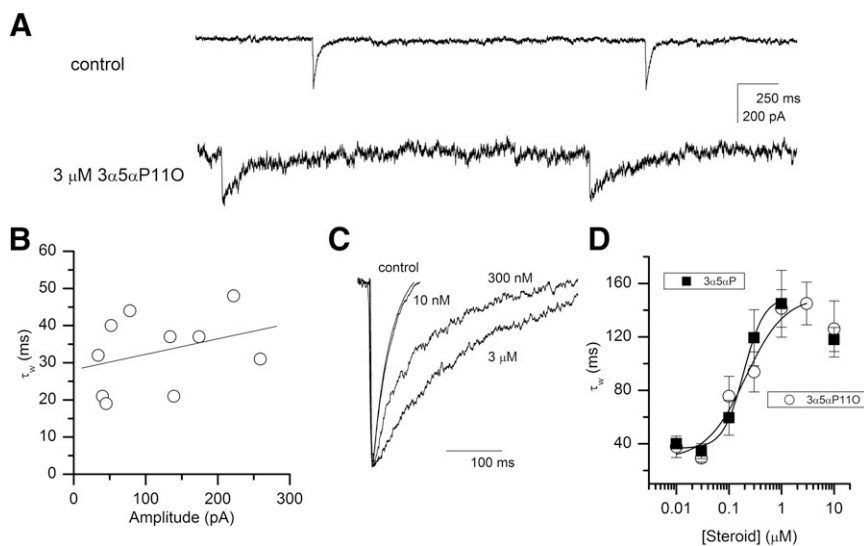 A
control
250 ms
200 pA
3 μM 3α5αP11O
B
60
50
40
30
20
10
0
τw (ms)
0
100
200
300
Amplitude (pA)
C
control
10 nM
300 nM
3 μM
100 ms
D
160
120
80
40
τw (ms)
3α5αP
3α5αP11O
0.01
0.1
1
10
[Steroid] (μM)